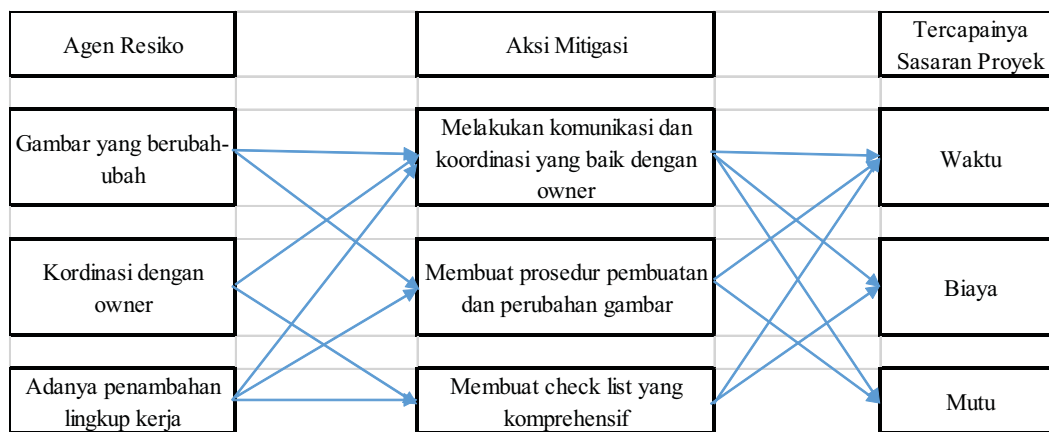 Agen Resiko
Aksi Mitigasi
Tercapainya
Sasaran Proyek
Gambar yang berubah-
ubah
Melakukan komunikasi dan
koordinasi yang baik dengan
owner
Waktu
Kordinasi dengan
owner
Membuat prosedur pembuatan
dan perubahan gambar
Biaya
Adanya penambahan
lingkup kerja
Membuat check list yang
komprehensif
Mutu